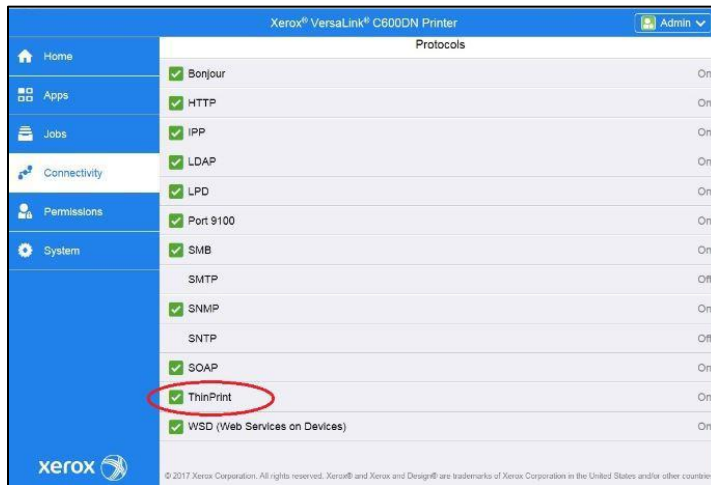 Xerox® VersaLink® C600DN Printer
Admin
Protocols
Home
Apps
Jobs
Connectivity
Permissions
System
Bonjour On
HTTP On
IPP On
LDAP On
LPD On
Port 9100 On
SMB On
SMTP Off
SNMP On
SNTP Off
SOAP On
ThinPrint On
WSD (Web Services on Devices) On
xerox
© 2017 Xerox Corporation. All rights reserved. Xerox® and Xerox and Design® are trademarks of Xerox Corporation in the United States and/or other countrie